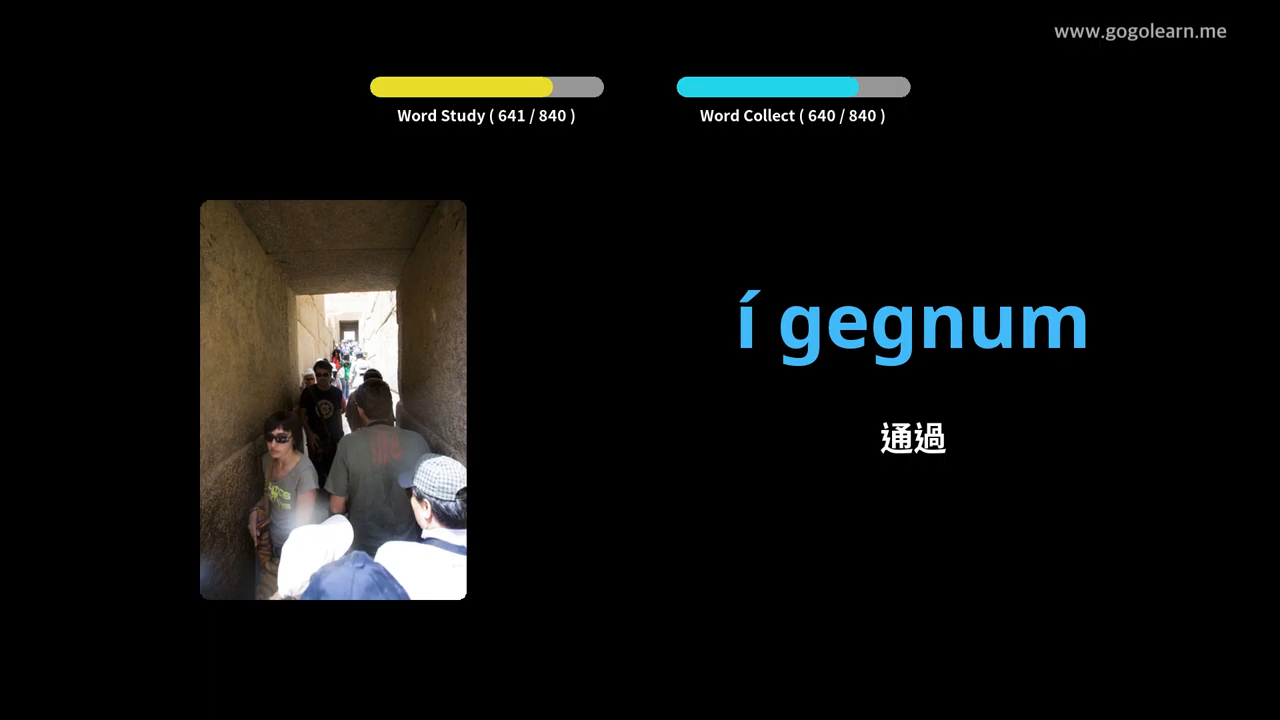 www.gogolearn.me
Word Study ( 641 / 840 )
Word Collect ( 640 / 840 )
í gegnum
通過